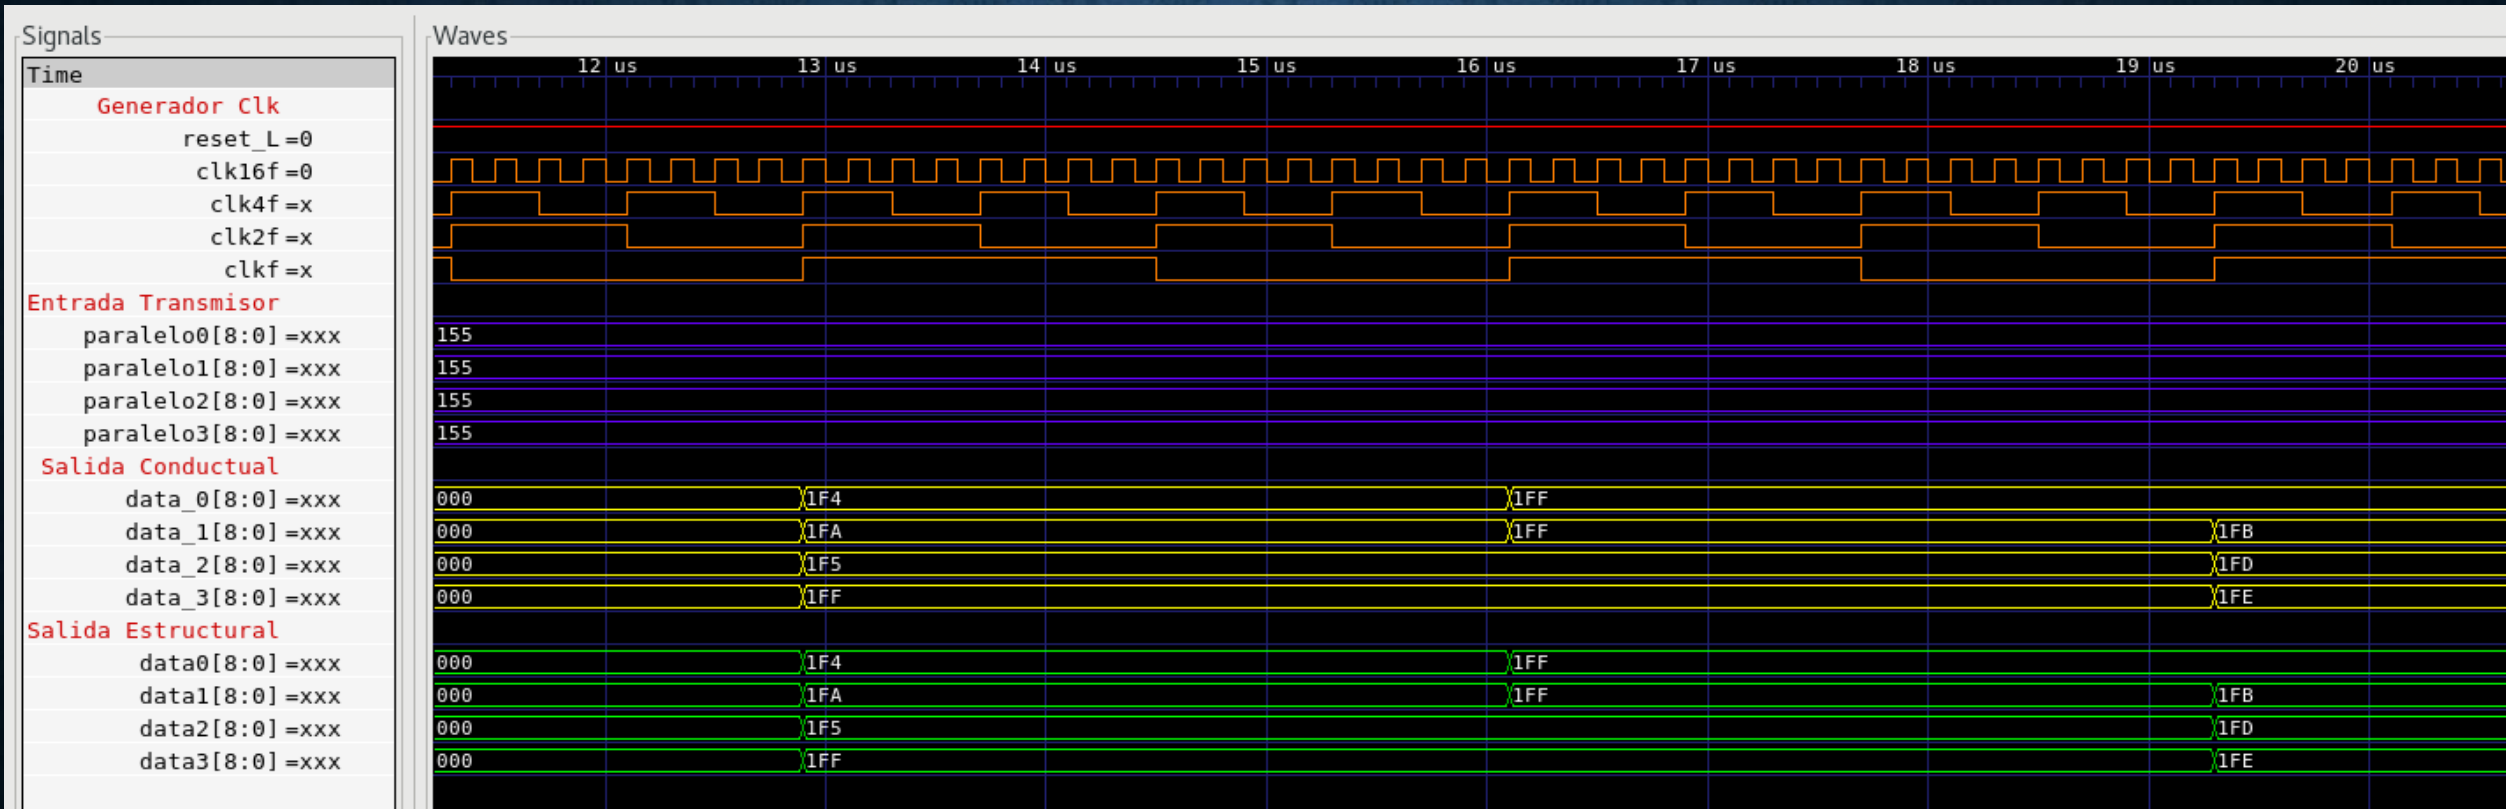 Signals Waves
Time 12 us 13 us 14 us 15 us 16 us 17 us 18 us 19 us 20 us
Generador Clk
reset_L=0
clk16f=0
clk4f=x
clk2f=x
clkf=x
Entrada Transmisor
paralelo0[8:0]=xxx 155
paralelo1[8:0]=xxx 155
paralelo2[8:0]=xxx 155
paralelo3[8:0]=xxx 155
Salida Conductual
data_0[8:0]=xxx 000 1F4 1FF
data_1[8:0]=xxx 000 1FA 1FF 1FB
data_2[8:0]=xxx 000 1F5 1FD
data_3[8:0]=xxx 000 1FF 1FE
Salida Estructural
data0[8:0]=xxx 000 1F4 1FF
data1[8:0]=xxx 000 1FA 1FF 1FB
data2[8:0]=xxx 000 1F5 1FD
data3[8:0]=xxx 000 1FF 1FE